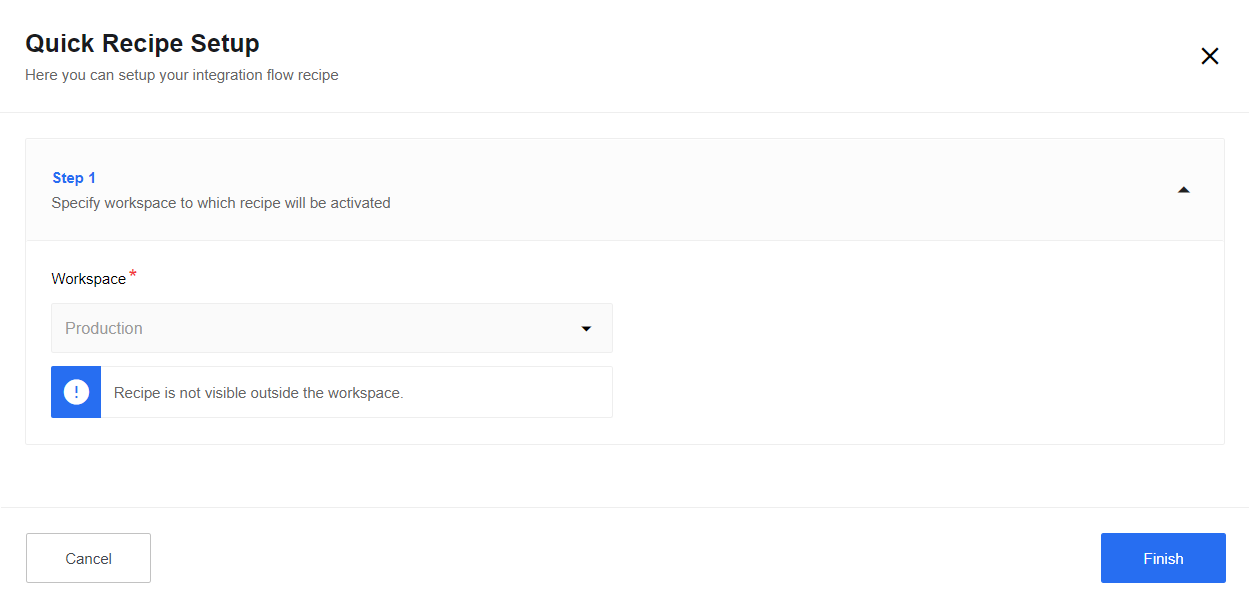 Quick Recipe Setup
Here you can setup your integration flow recipe
Step 1
Specify workspace to which recipe will be activated
Workspace*
Production
Recipe is not visible outside the workspace.
Cancel
Finish